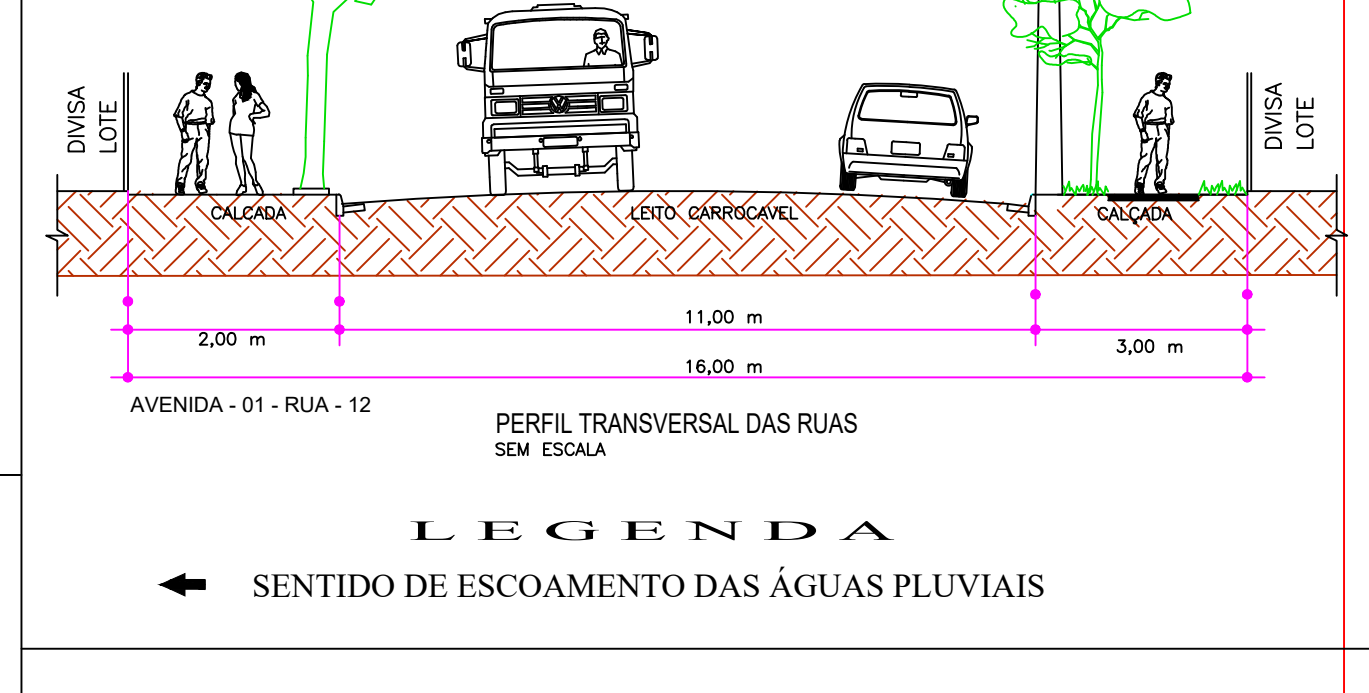 DIVISA
LOTE
DIVISA
LOTE
CALCADA
LEITO CARROCAVEL
CALÇADA
2,00 m
11,00 m
3,00 m
16,00 m
AVENIDA - 01 - RUA - 12
PERFIL TRANSVERSAL DAS RUAS
SEM ESCALA
LEGENDA
SENTIDO DE ESCOAMENTO DAS ÁGUAS PLUVIAIS